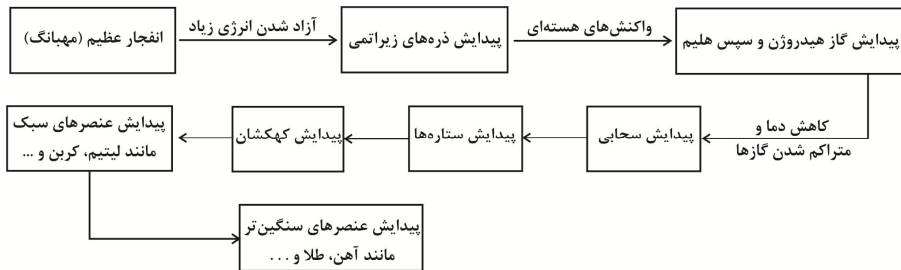 انفجار عظیم (مهبانگ)
آزاد شدن انرژی زیاد
پیدایش ذره‌های زیراتمی
واکنش‌های هسته‌ای
پیدایش گاز هیدروژن و سپس هلیم
کاهش دما و
متراکم شدن گازها
پیدایش سحابی
پیدایش ستاره‌ها
پیدایش کهکشان
پیدایش عنصرهای سبک
مانند لیتیم، کربن و ...
پیدایش عنصرهای سنگین‌تر
مانند آهن، طلا و ...